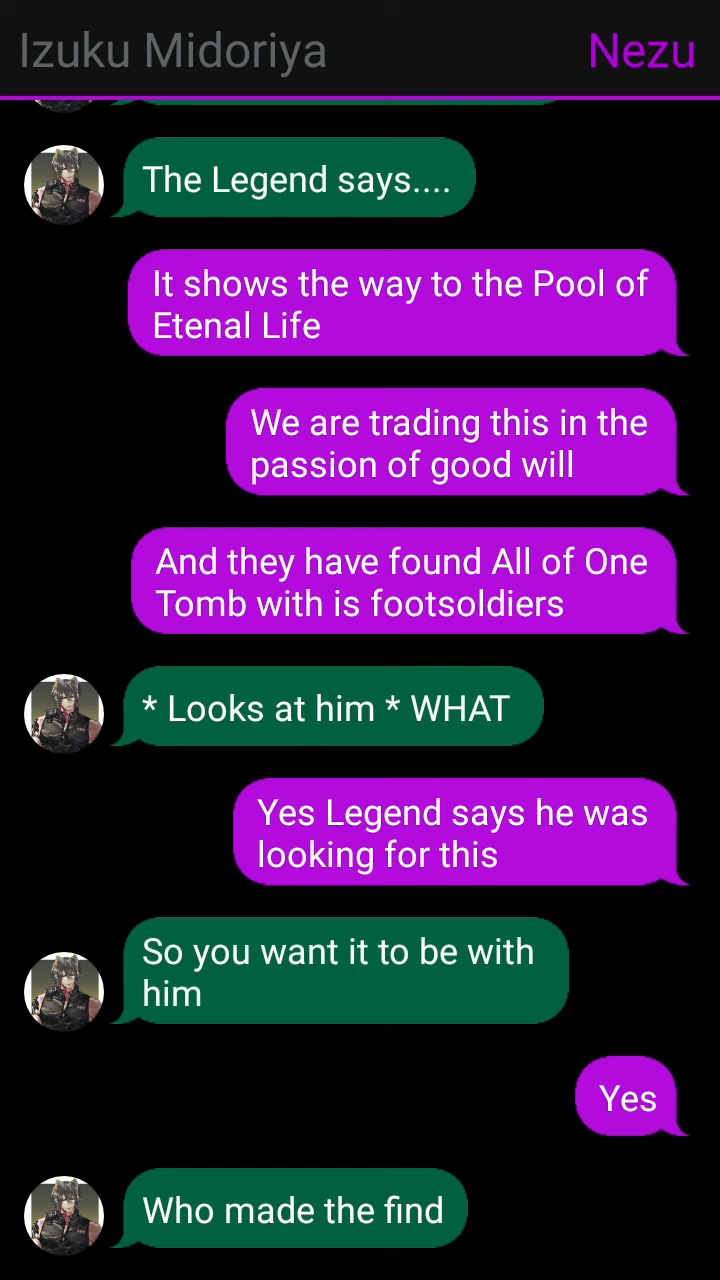 Izuku Midoriya
Nezu
The Legend says....
It shows the way to the Pool of
Etenal Life
We are trading this in the
passion of good will
And they have found All of One
Tomb with is footsoldiers
* Looks at him * WHAT
Yes Legend says he was
looking for this
So you want it to be with
him
Yes
Who made the find